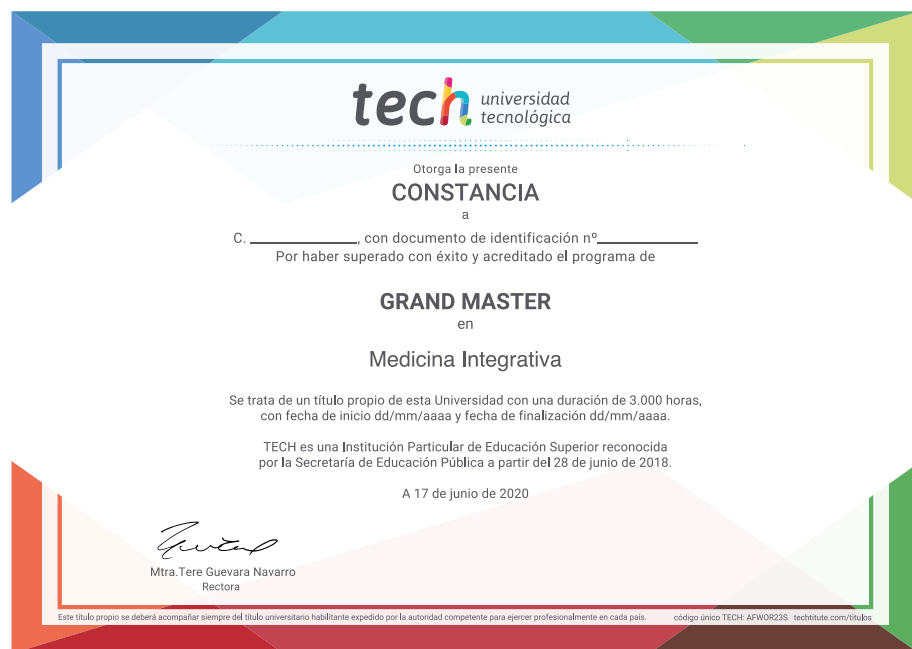 tech universidad
tecnológica
Otorga la presente
CONSTANCIA
a
C. ____________, con documento de identificación nº____________
Por haber superado con éxito y acreditado el programa de
GRAND MASTER
en
Medicina Integrativa
Se trata de un título propio de esta Universidad con una duración de 3.000 horas,
con fecha de inicio dd/mm/aaaa y fecha de finalización dd/mm/aaaa.
TECH es una Institución Particular de Educación Superior reconocida
por la Secretaría de Educación Pública a partir del 28 de junio de 2018.
A 17 de junio de 2020
Mtra.Tere Guevara Navarro
Rectora
Este título propio se deberá acompañar siempre del título universitario habilitante expedido por la autoridad competente para ejercer profesionalmente en cada país. código único TECH: AFWOR23S techtitute.com/titulos